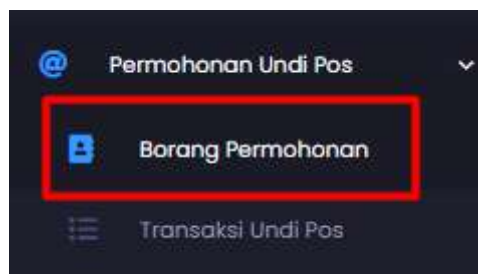 Permohonan Undi Pos
Borang Permohonan
Transaksi Undi Pos